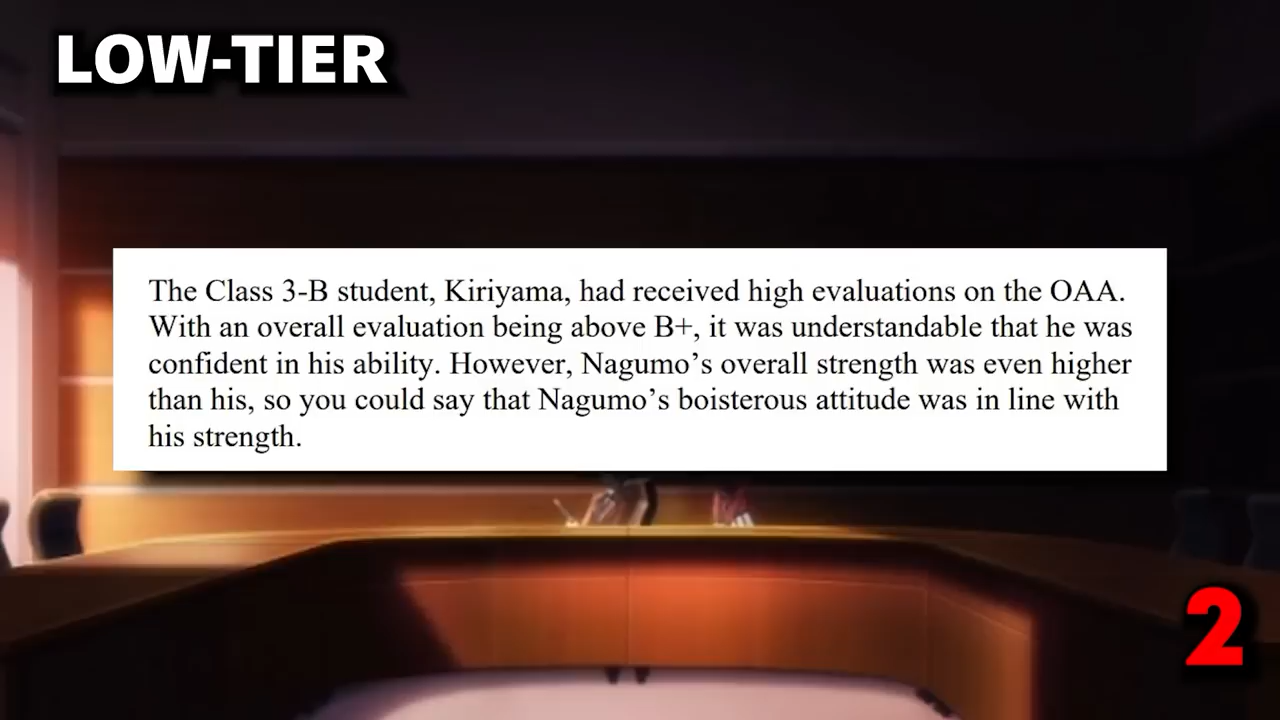 LOW-TIER
The Class 3-B student, Kiriyama, had received high evaluations on the OAA.
With an overall evaluation being above B+, it was understandable that he was
confident in his ability. However, Nagumo’s overall strength was even higher
than his, so you could say that Nagumo’s boisterous attitude was in line with
his strength.
2